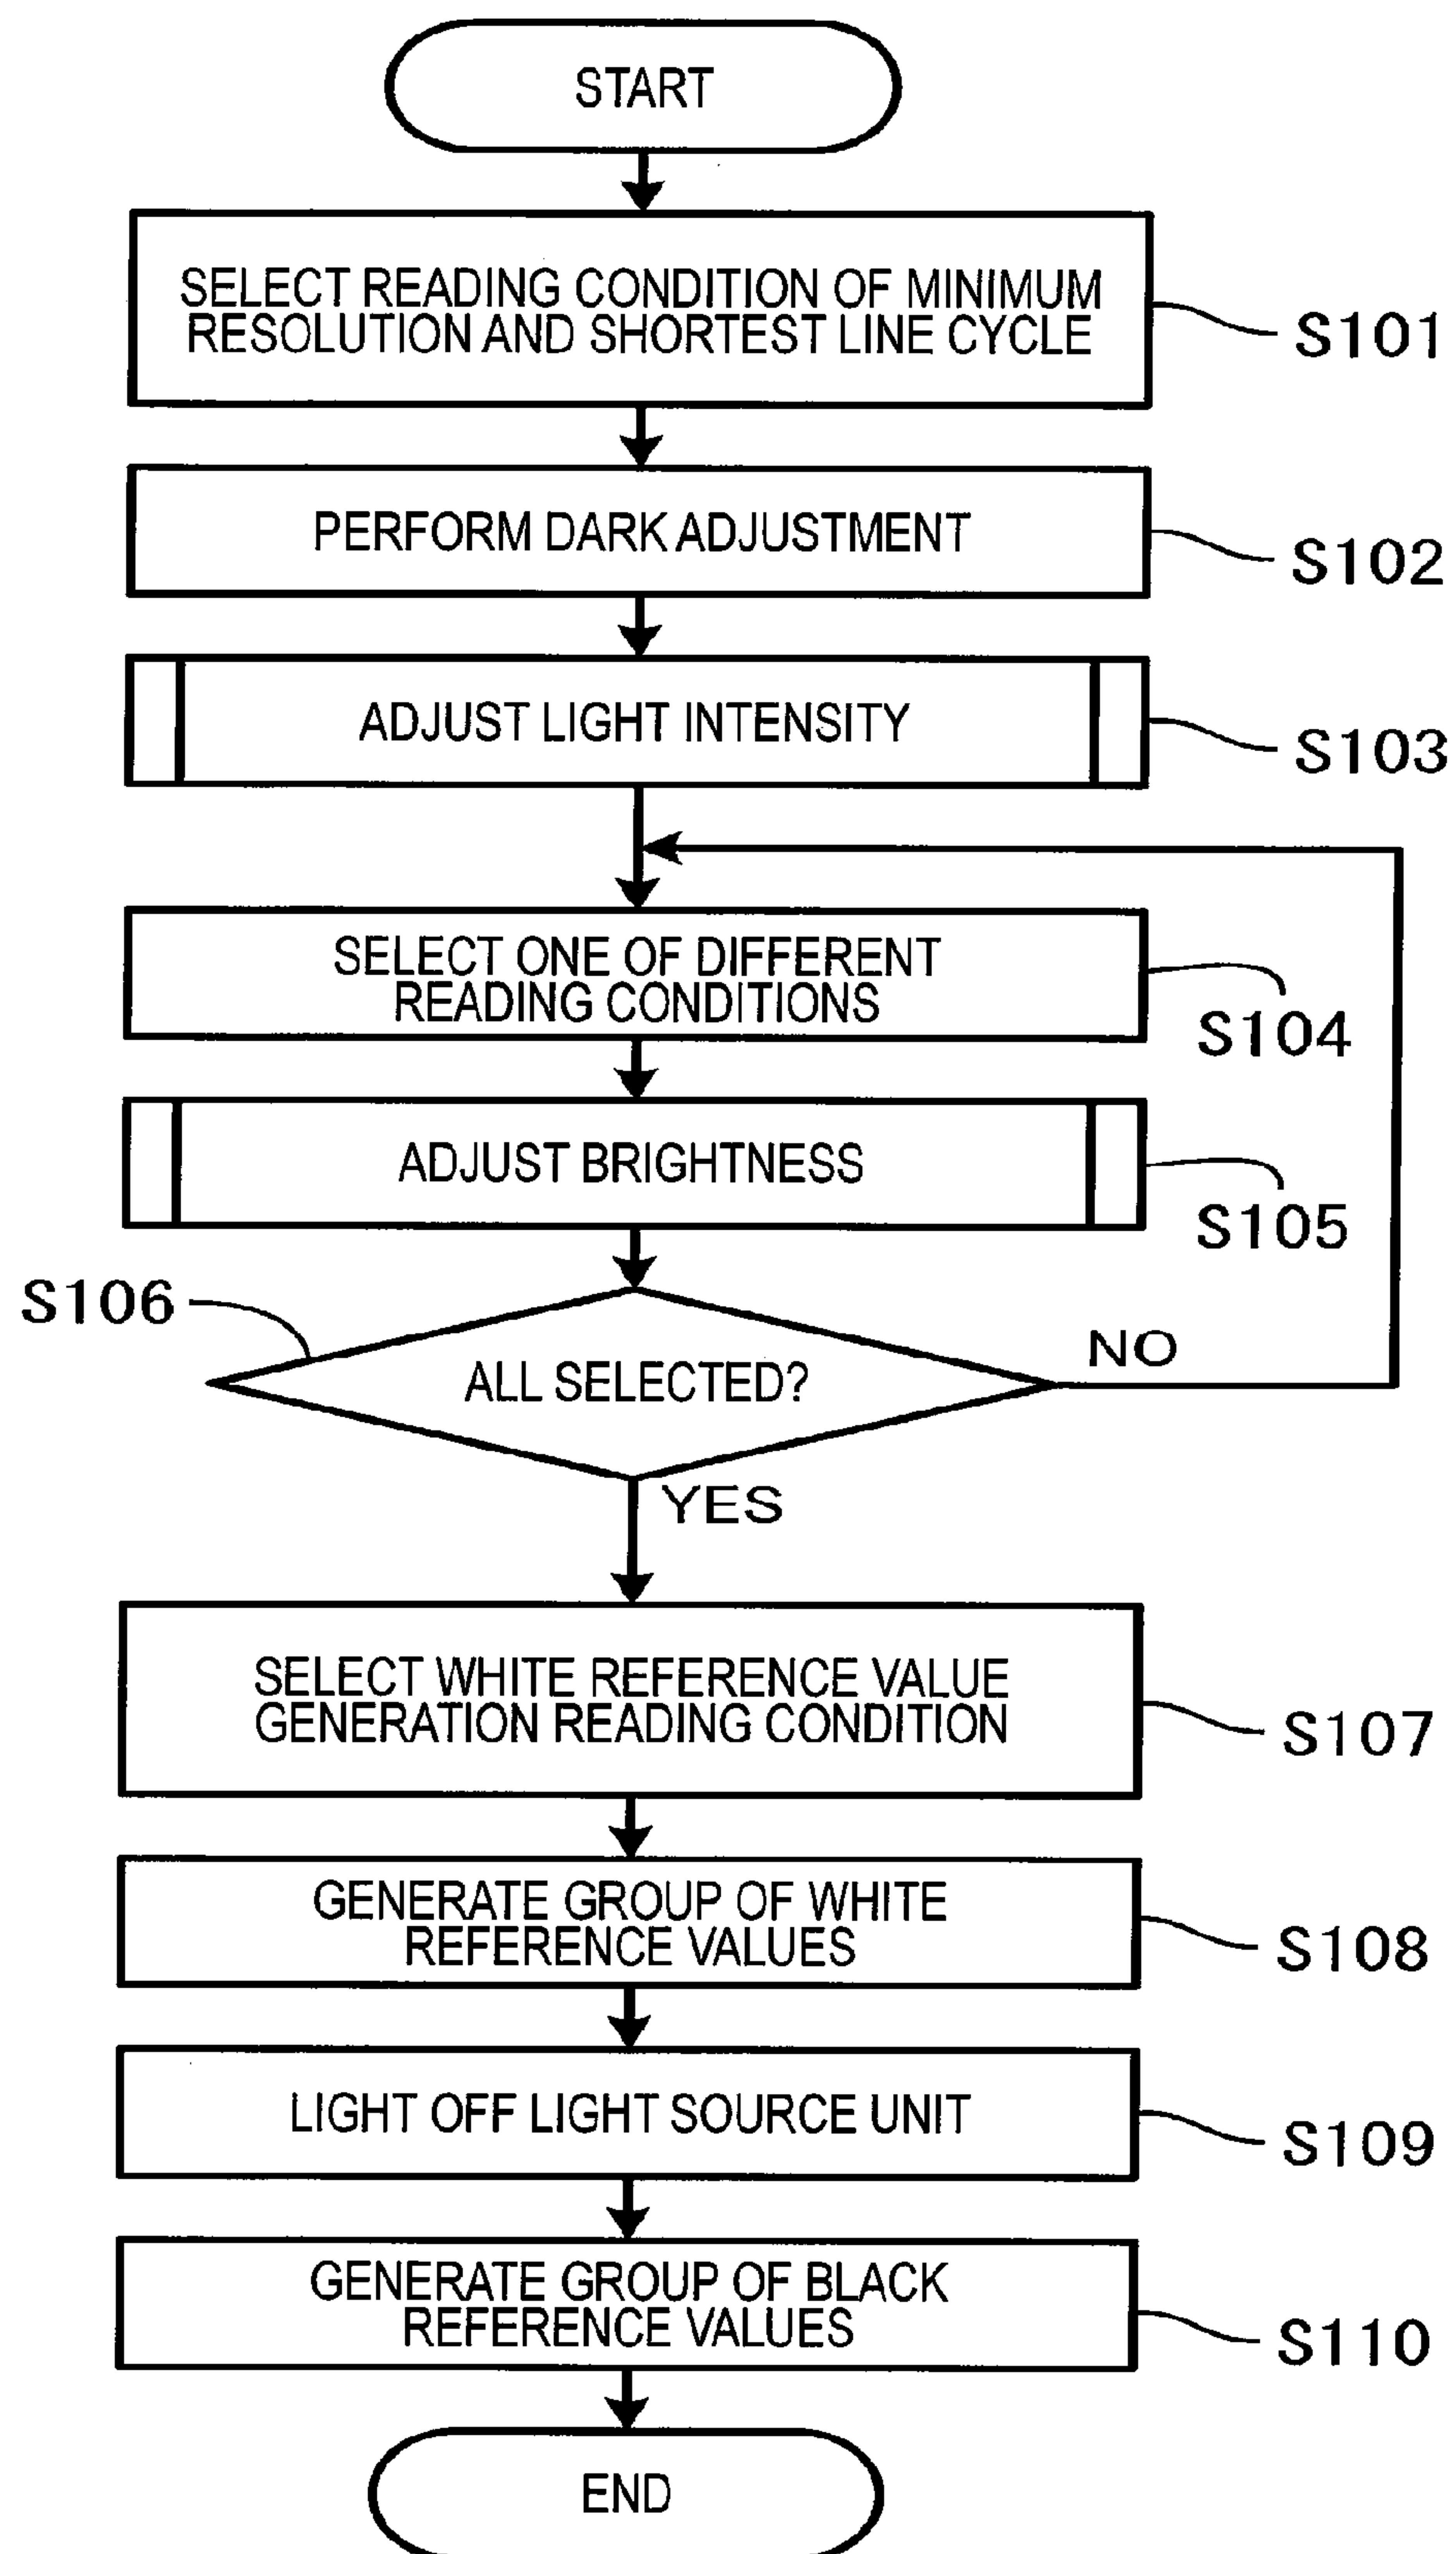 START
SELECT READING CONDITION OF MINIMUM
RESOLUTION AND SHORTEST LINE CYCLE
S101
PERFORM DARK ADJUSTMENT
S102
ADJUST LIGHT INTENSITY
S103
SELECT ONE OF DIFFERENT
READING CONDITIONS
S104
ADJUST BRIGHTNESS
S105
S106
ALL SELECTED?
NO
YES
SELECT WHITE REFERENCE VALUE
GENERATION READING CONDITION
S107
GENERATE GROUP OF WHITE
REFERENCE VALUES
S108
LIGHT OFF LIGHT SOURCE UNIT
S109
GENERATE GROUP OF BLACK
REFERENCE VALUES
S110
END